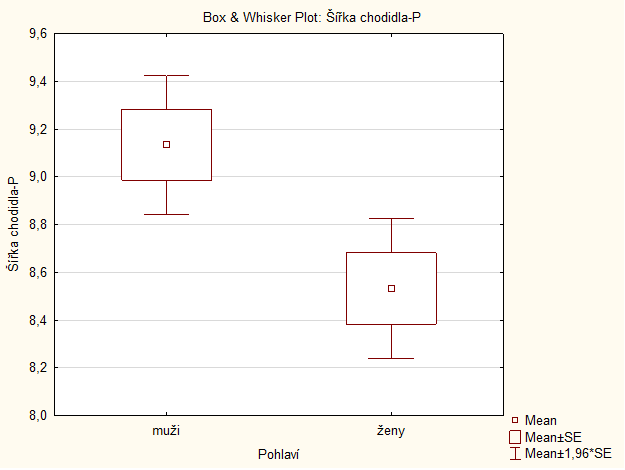 Box & Whisker Plot: Šířka chodidla-P
Šířka chodidla-P
9,6
9,4
9,2
9,0
8,8
8,6
8,4
8,2
8,0
muži ženy
Pohlaví
Mean
Mean±SE
Mean±1,96*SE